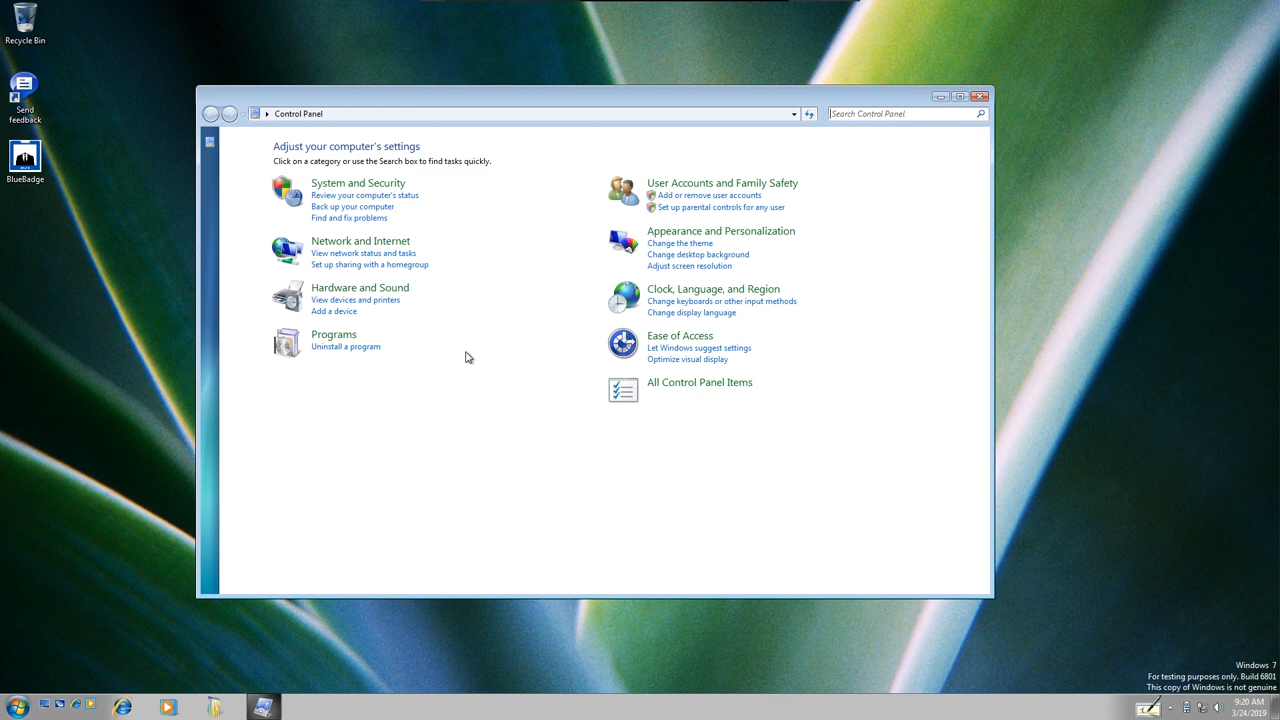 Recycle Bin
Send
feedback
BlueBadge
Control Panel
Search Control Panel
Adjust your computer's settings
Click on a category or use the Search box to find tasks quickly.
System and Security
Review your computer's status
Back up your computer
Find and fix problems
Network and Internet
View network status and tasks
Set up sharing with a homegroup
Hardware and Sound
View devices and printers
Add a device
Programs
Uninstall a program
User Accounts and Family Safety
Add or remove user accounts
Set up parental controls for any user
Appearance and Personalization
Change the theme
Change desktop background
Adjust screen resolution
Clock, Language, and Region
Change keyboards or other input methods
Change display language
Ease of Access
Let Windows suggest settings
Optimize visual display
All Control Panel Items
Windows 7
For testing purposes only. Build 6801
This copy of Windows is not genuine
9:20 AM
3/24/2019